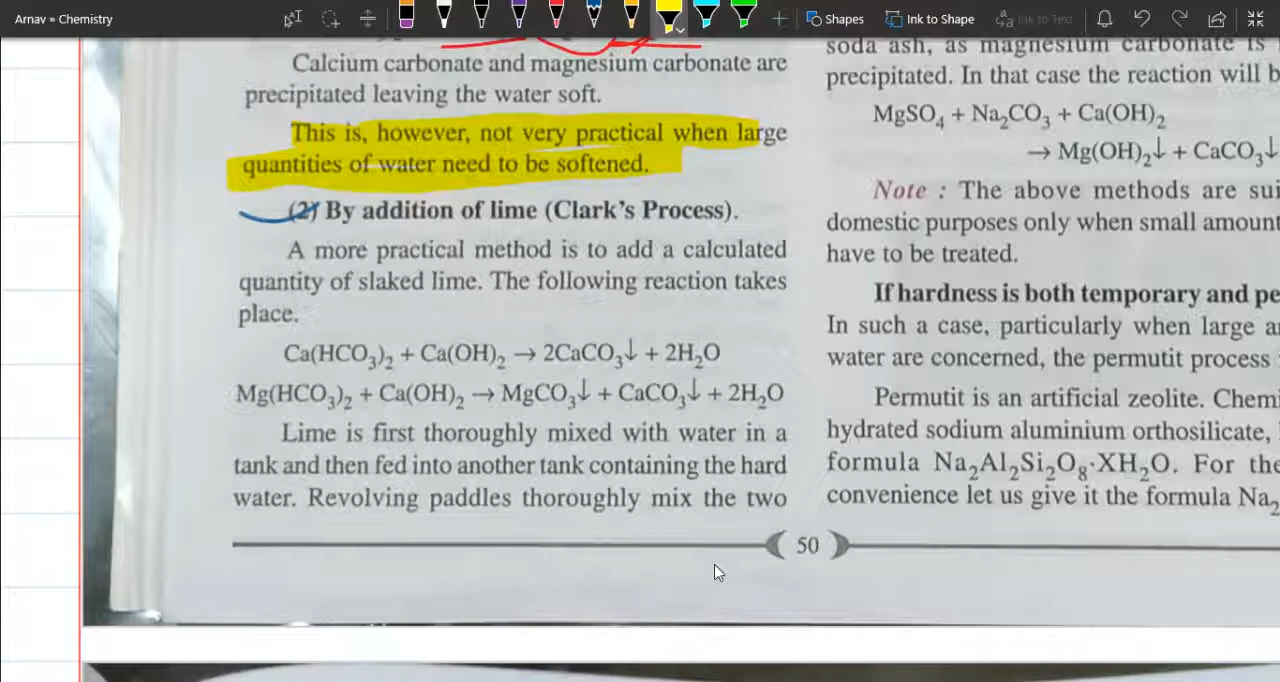 Arnav » Chemistry
Shapes
Ink to Shape
Ink to Text
Calcium carbonate and magnesium carbonate are
precipitated leaving the water soft.
This is, however, not very practical when large
quantities of water need to be softened.
(2) By addition of lime (Clark's Process).
A more practical method is to add a calculated
quantity of slaked lime. The following reaction takes
place.
Ca(HCO₃)₂ + Ca(OH)₂ → 2CaCO₃↓ + 2H₂O
Mg(HCO₃)₂ + Ca(OH)₂ → MgCO₃↓ + CaCO₃↓ + 2H₂O
Lime is first thoroughly mixed with water in a
tank and then fed into another tank containing the hard
water. Revolving paddles thoroughly mix the two
soda ash, as magnesium carbonate is
precipitated. In that case the reaction will b
MgSO₄ + Na₂CO₃ + Ca(OH)₂
→ Mg(OH)₂↓ + CaCO₃↓
Note : The above methods are sui
domestic purposes only when small amount
have to be treated.
If hardness is both temporary and pe
In such a case, particularly when large a
water are concerned, the permutit process
Permutit is an artificial zeolite. Chemi
hydrated sodium aluminium orthosilicate,
formula Na₂Al₂Si₂O₈·XH₂O. For the
convenience let us give it the formula Na₂
50